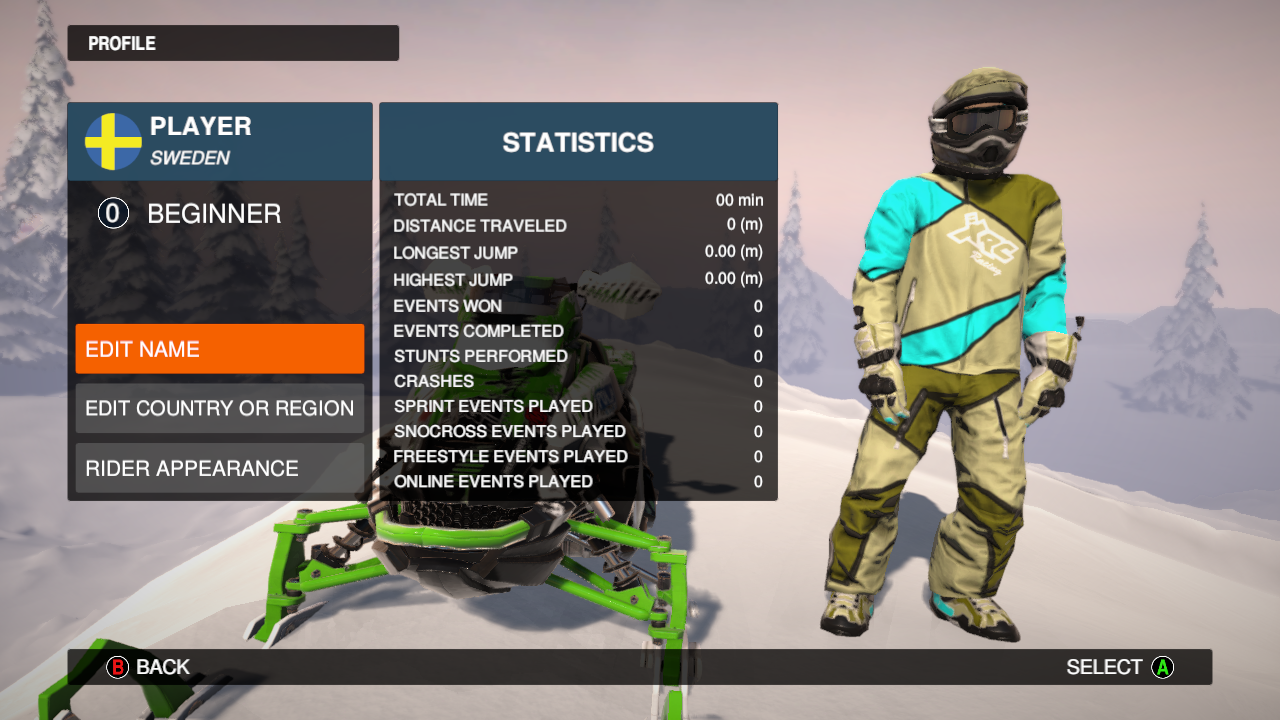 PROFILE
PLAYER
SWEDEN
0 BEGINNER
EDIT NAME
EDIT COUNTRY OR REGION
RIDER APPEARANCE
STATISTICS
TOTAL TIME 00 min
DISTANCE TRAVELED 0 (m)
LONGEST JUMP 0.00 (m)
HIGHEST JUMP 0.00 (m)
EVENTS WON 0
EVENTS COMPLETED 0
STUNTS PERFORMED 0
CRASHES 0
SPRINT EVENTS PLAYED 0
SNOCROSS EVENTS PLAYED 0
FREESTYLE EVENTS PLAYED 0
ONLINE EVENTS PLAYED 0
XRC
Racing
B BACK
SELECT A